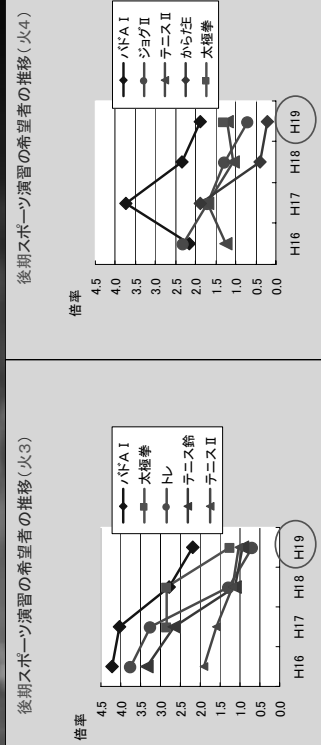 後期スポーツ演習の希望者の推移(火3)
倍率
4.5
4.0
3.5
3.0
2.5
2.0
1.5
1.0
0.5
0.0
H16 H17 H18 H19
バドAⅠ
太極拳
トレ
テニス鈴
テニスⅡ
後期スポーツ演習の希望者の推移(火4)
倍率
4.5
4.0
3.5
3.0
2.5
2.0
1.5
1.0
0.5
0.0
H16 H17 H18 H19
バドAⅠ
ジョグⅡ
テニスⅡ
からだ主
太極拳